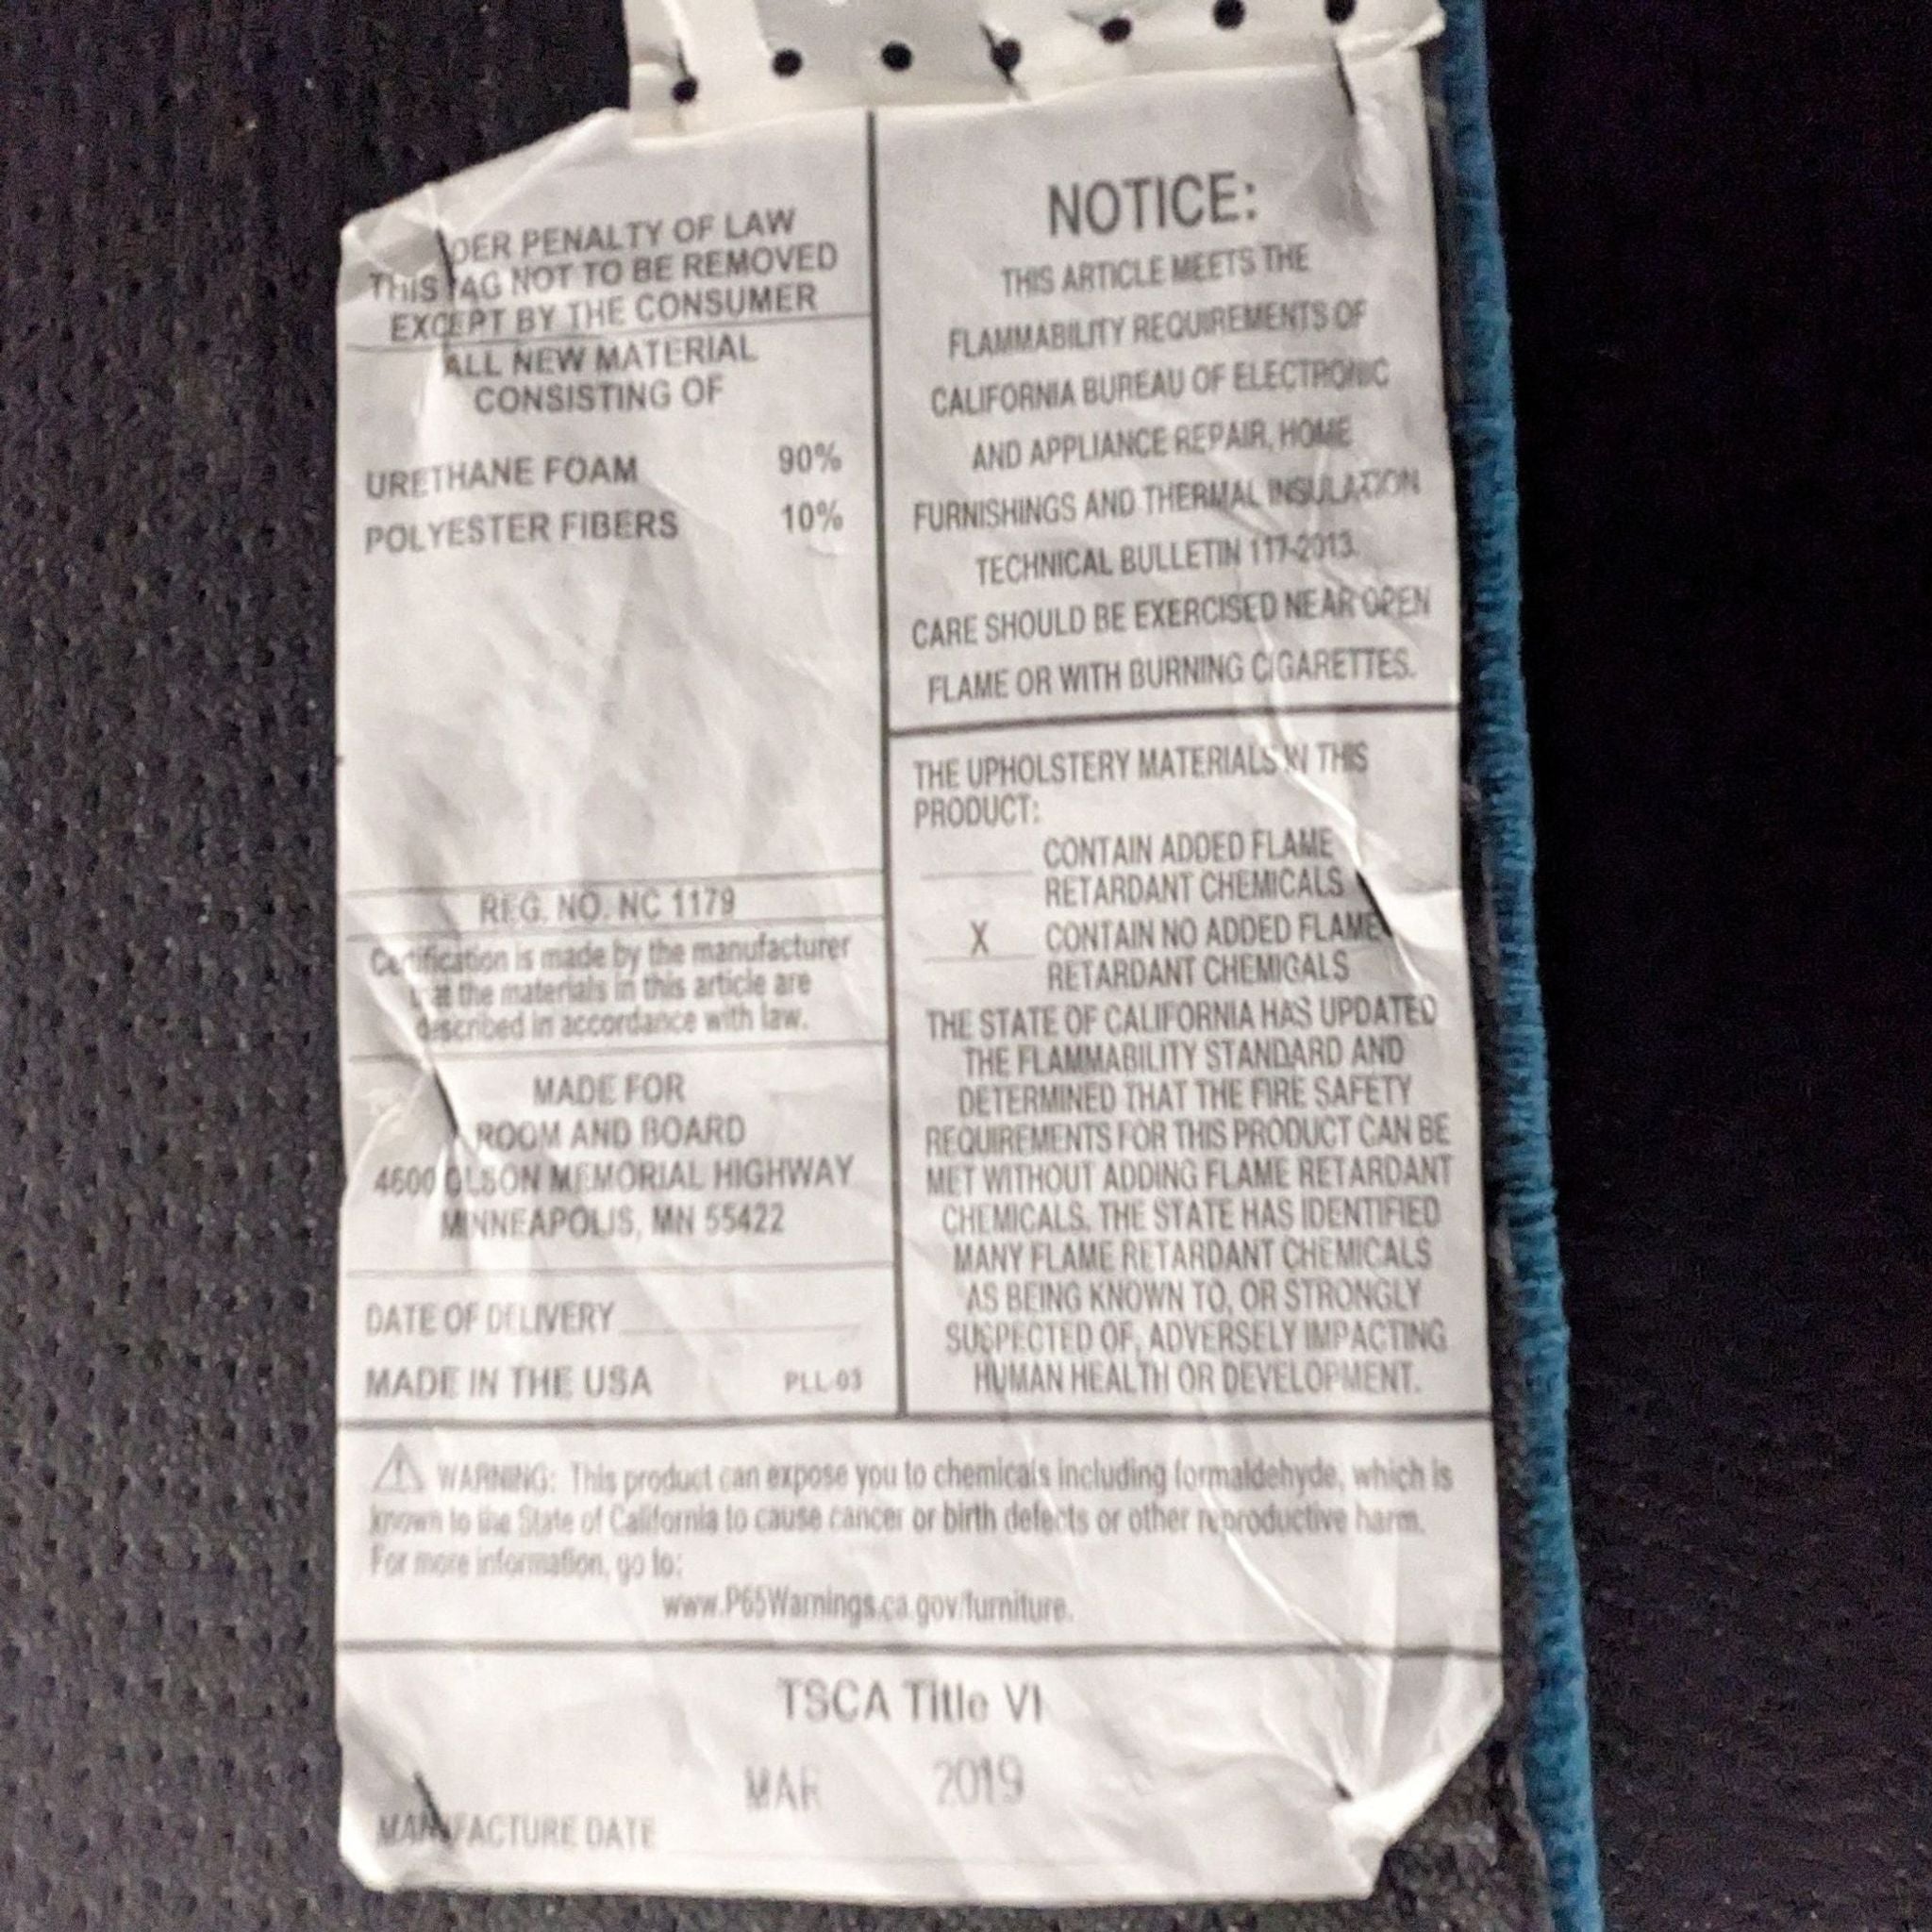 DER PENALTY OF LAW
THIS TAG NOT TO BE REMOVED
EXCEPT BY THE CONSUMER
ALL NEW MATERIAL
CONSISTING OF
URETHANE FOAM 90%
POLYESTER FIBERS 10%
REG. NO. NC 1179
Certification is made by the manufacturer
that the materials in this article are
described in accordance with law.
MADE FOR
ROOM AND BOARD
4600 OLSON MEMORIAL HIGHWAY
MINNEAPOLIS, MN 55422
DATE OF DELIVERY
MADE IN THE USA PLL-03
NOTICE:
THIS ARTICLE MEETS THE
FLAMMABILITY REQUIREMENTS OF
CALIFORNIA BUREAU OF ELECTRONIC
AND APPLIANCE REPAIR, HOME
FURNISHINGS AND THERMAL INSULATION
TECHNICAL BULLETIN 117-2013.
CARE SHOULD BE EXERCISED NEAR OPEN
FLAME OR WITH BURNING CIGARETTES.
THE UPHOLSTERY MATERIALS IN THIS
PRODUCT:
CONTAIN ADDED FLAME
RETARDANT CHEMICALS
X CONTAIN NO ADDED FLAME
RETARDANT CHEMICALS
THE STATE OF CALIFORNIA HAS UPDATED
THE FLAMMABILITY STANDARD AND
DETERMINED THAT THE FIRE SAFETY
REQUIREMENTS FOR THIS PRODUCT CAN BE
MET WITHOUT ADDING FLAME RETARDANT
CHEMICALS. THE STATE HAS IDENTIFIED
MANY FLAME RETARDANT CHEMICALS
AS BEING KNOWN TO, OR STRONGLY
SUSPECTED OF, ADVERSELY IMPACTING
HUMAN HEALTH OR DEVELOPMENT.
WARNING: This product can expose you to chemicals including formaldehyde, which is
known to the State of California to cause cancer or birth defects or other reproductive harm.
For more information, go to:
www.P65Warnings.ca.gov/furniture.
TSCA Title VI
MAR 2019
MANUFACTURE DATE